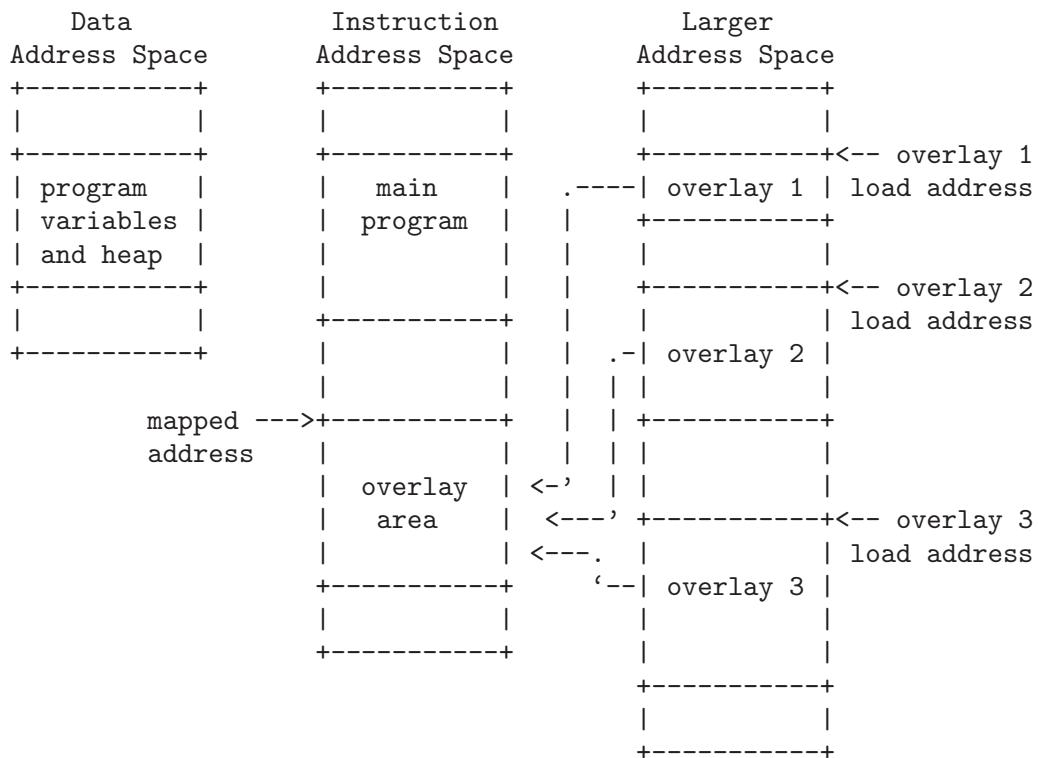 Data             Instruction            Larger
Address Space       Address Space        Address Space
+-----------+       +-----------+        +-----------+
|           |       |           |        |           |
+-----------+       +-----------+        +-----------+<-- overlay 1
| program   |       |   main    |   .----| overlay 1 | load address
| variables |       |  program  |   |    +-----------+
| and heap  |       |           |   |    |           |
+-----------+       |           |   |    +-----------+<-- overlay 2
|           |       +-----------+   |    |           | load address
+-----------+       |           |   |  .-| overlay 2 |
                    |           |   |  | |           |
         mapped --->+-----------+   |  | +-----------+
         address    |           |   |  | |           |
                    |  overlay  | <-’  | |           |
                    |   area    |  <---’ +-----------+<-- overlay 3
                    |           | <---.  |           | load address
                    +-----------+     ‘--| overlay 3 |
                    |           |        |           |
                    +-----------+        |           |
                                         +-----------+
                                         |           |
                                         +-----------+